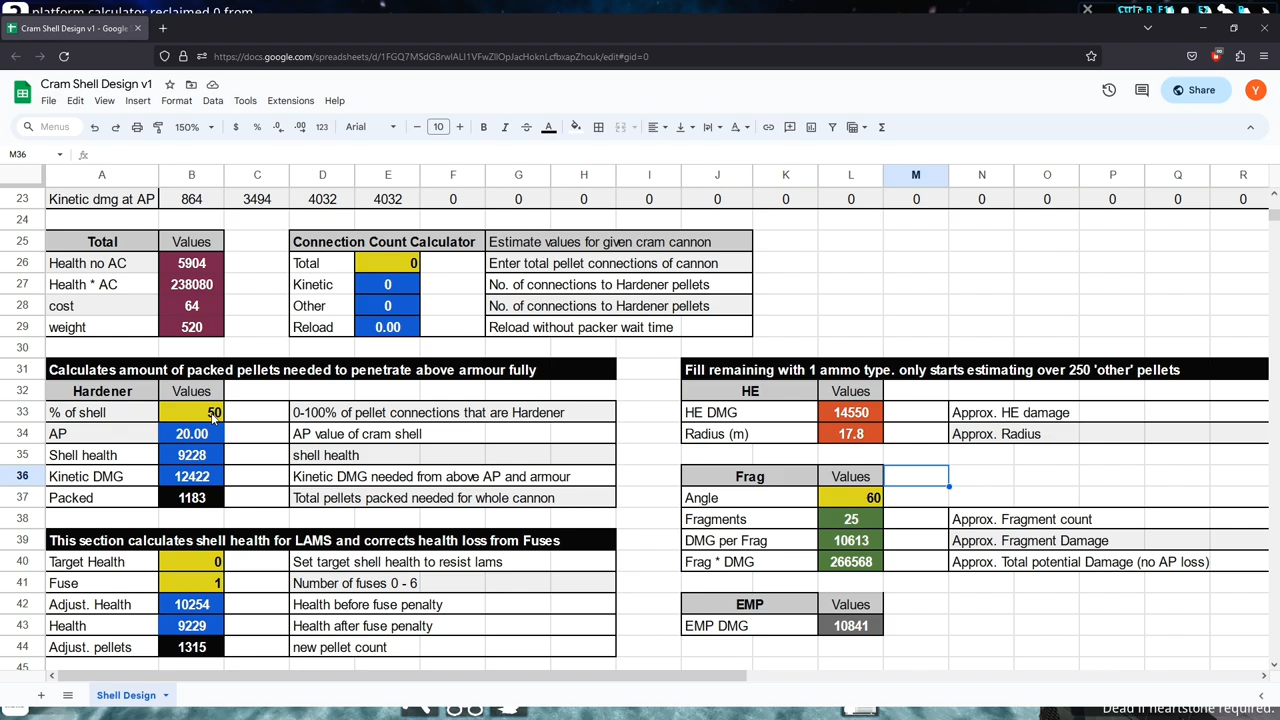 platform calculator reclaimed 0 from
Cram Shell Design v1 - Google
https://docs.google.com/spreadsheets/d/1FGQ7MSdG8rwlALI1VFwZIIOpJacHoknLcfbxapZhcuk/edit#gid=0
Cram Shell Design v1
File Edit View Insert Format Data Tools Extensions Help
Share
Y
Menus 150% $ % .0 .00 123 Arial 10 B I A
M36 fx
A B C D E F G H I J K L M N O P Q R
23 Kinetic dmg at AP 864 3494 4032 4032 0 0 0 0 0 0 0 0 0 0 0 0 0
24
25 Total Values Connection Count Calculator Estimate values for given cram cannon
26 Health no AC 5904 Total 0 Enter total pellet connections of cannon
27 Health * AC 238080 Kinetic 0 No. of connections to Hardener pellets
28 cost 64 Other 0 No. of connections to Hardener pellets
29 weight 520 Reload 0.00 Reload without packer wait time
30
31 Calculates amount of packed pellets needed to penetrate above armour fully Fill remaining with 1 ammo type. only starts estimating over 250 'other' pellets
32 Hardener Values HE Values
33 % of shell 50 0-100% of pellet connections that are Hardener HE DMG 14550 Approx. HE damage
34 AP 20.00 AP value of cram shell Radius (m) 17.8 Approx. Radius
35 Shell health 9228 shell health
36 Kinetic DMG 12422 Kinetic DMG needed from above AP and armour Frag Values
37 Packed 1183 Total pellets packed needed for whole cannon Angle 60
38 Fragments 25 Approx. Fragment count
39 This section calculates shell health for LAMS and corrects health loss from Fuses DMG per Frag 10613 Approx. Fragment Damage
40 Target Health 0 Set target shell health to resist lams Frag * DMG 266568 Approx. Total potential Damage (no AP loss)
41 Fuse 1 Number of fuses 0 - 6
42 Adjust. Health 10254 Health before fuse penalty EMP Values
43 Health 9229 Health after fuse penalty EMP DMG 10841
44 Adjust. pellets 1315 new pellet count
45
Shell Design
Dead if heartstone required.